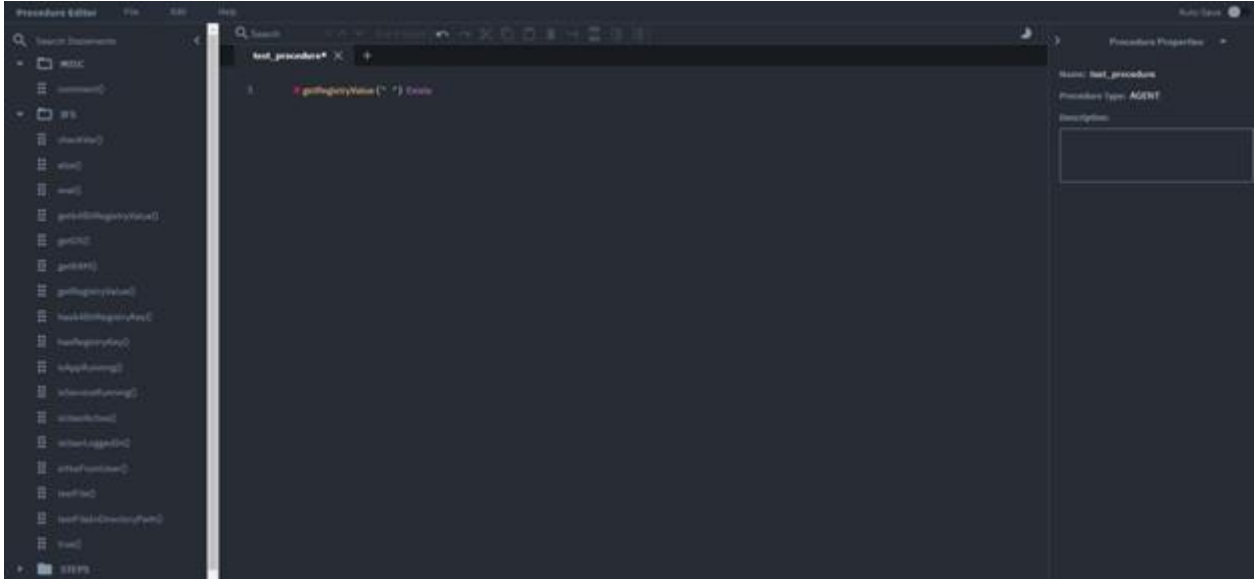 Procedure Editor File Edit Help
Auto Save
Search Statements
MISC
comment()
IFS
checkVar()
else()
eval()
get64BitRegistryValue()
getOS()
getRAM()
getRegistryValue()
has64BitRegistryKey()
hasRegistryKey()
isAppRunning()
isServiceRunning()
isUserActive()
isUserLoggedIn()
isYesFromUser()
testFile()
testFileInDirectoryPath()
true()
STEPS
Search
test_procedure*
1 if getRegistryValue(" ") Exists
Procedure Properties
Name: test_procedure
Procedure Type: AGENT
Description: